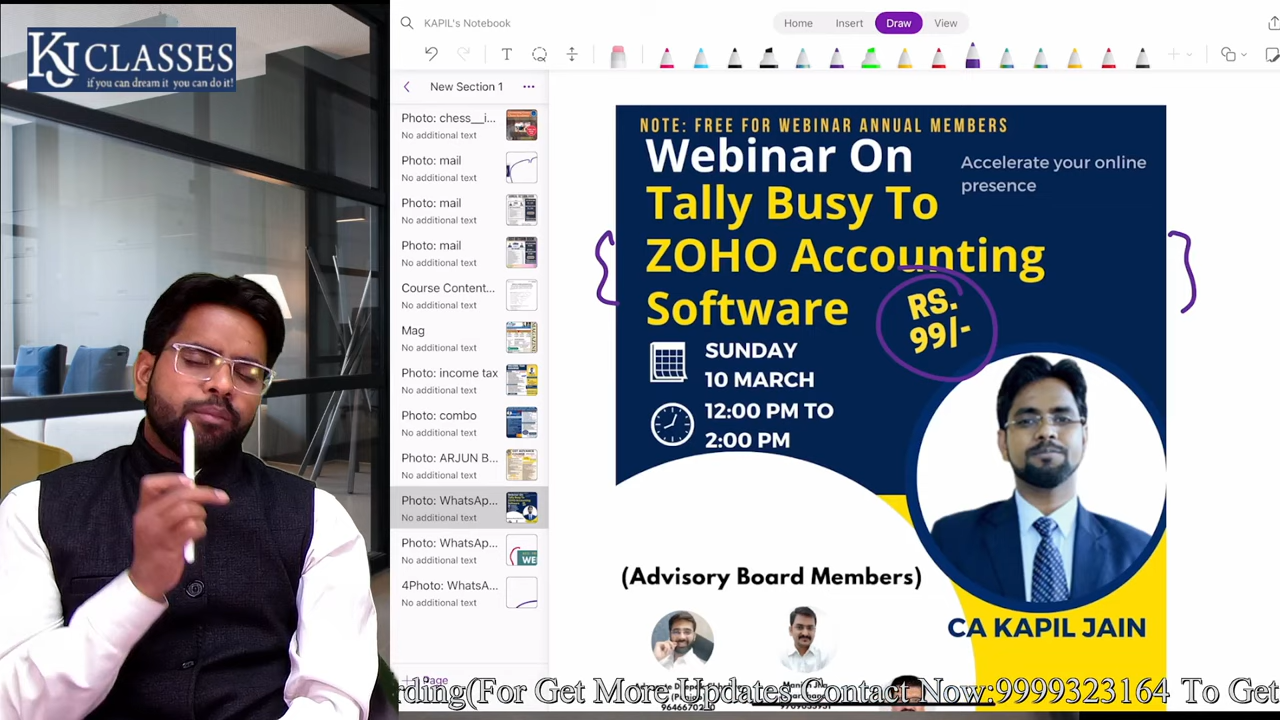 KJ CLASSES
if you can dream it you can do it!
KAPIL's Notebook
Home Insert Draw View
New Section 1
Photo: chess__i...
No additional text
Photo: mail
No additional text
Photo: mail
No additional text
Photo: mail
No additional text
Course Content...
No additional text
Mag
No additional text
Photo: income tax
No additional text
Photo: combo
No additional text
Photo: ARJUN B...
No additional text
Photo: WhatsAp...
No additional text
Photo: WhatsAp...
No additional text
4Photo: WhatsA...
No additional text
Page
NOTE: FREE FOR WEBINAR ANNUAL MEMBERS
Webinar On
Tally Busy To
ZOHO Accounting
Software
Accelerate your online
presence
RS.
99/-
SUNDAY
10 MARCH
12:00 PM TO
2:00 PM
(Advisory Board Members)
CA KAPIL JAIN
rding(For Get More Updates Contact Now:9999323164 To Get